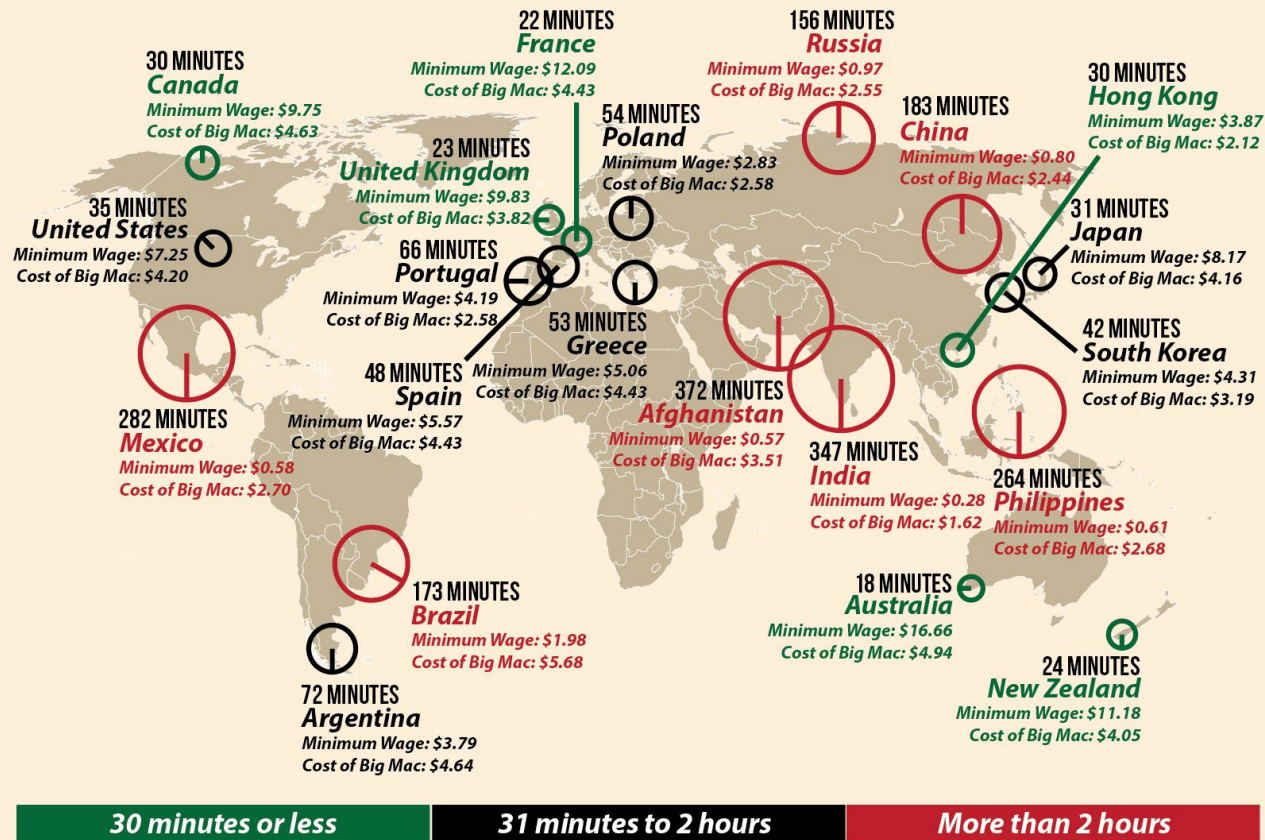 22 MINUTES
France
Minimum Wage: $12.09
Cost of Big Mac: $4.43
156 MINUTES
Russia
Minimum Wage: $0.97
Cost of Big Mac: $2.55
30 MINUTES
Canada
Minimum Wage: $9.75
Cost of Big Mac: $4.63
30 MINUTES
Hong Kong
Minimum Wage: $3.87
Cost of Big Mac: $2.12
54 MINUTES
Poland
Minimum Wage: $2.83
Cost of Big Mac: $2.58
183 MINUTES
China
Minimum Wage: $0.80
Cost of Big Mac: $2.44
23 MINUTES
United Kingdom
Minimum Wage: $9.83
Cost of Big Mac: $3.82
35 MINUTES
United States
Minimum Wage: $7.25
Cost of Big Mac: $4.20
31 MINUTES
Japan
Minimum Wage: $8.17
Cost of Big Mac: $4.16
66 MINUTES
Portugal
Minimum Wage: $4.19
Cost of Big Mac: $2.58
53 MINUTES
Greece
Minimum Wage: $5.06
Cost of Big Mac: $4.43
42 MINUTES
South Korea
Minimum Wage: $4.31
Cost of Big Mac: $3.19
48 MINUTES
Spain
Minimum Wage: $5.57
Cost of Big Mac: $4.43
372 MINUTES
Afghanistan
Minimum Wage: $0.57
Cost of Big Mac: $3.51
282 MINUTES
Mexico
Minimum Wage: $0.58
Cost of Big Mac: $2.70
347 MINUTES
India
Minimum Wage: $0.28
Cost of Big Mac: $1.62
264 MINUTES
Philippines
Minimum Wage: $0.61
Cost of Big Mac: $2.68
173 MINUTES
Brazil
Minimum Wage: $1.98
Cost of Big Mac: $5.68
18 MINUTES
Australia
Minimum Wage: $16.66
Cost of Big Mac: $4.94
24 MINUTES
New Zealand
Minimum Wage: $11.18
Cost of Big Mac: $4.05
72 MINUTES
Argentina
Minimum Wage: $3.79
Cost of Big Mac: $4.64
30 minutes or less
31 minutes to 2 hours
More than 2 hours